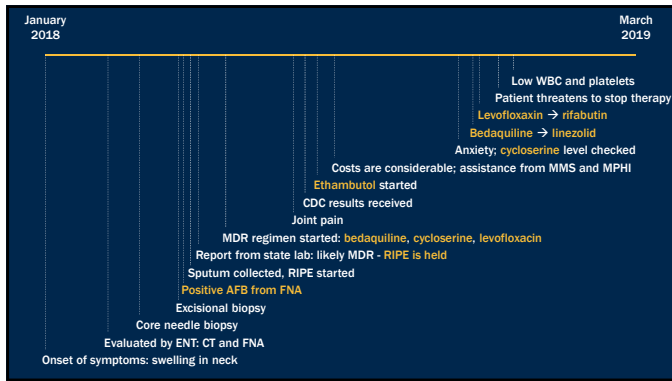 January
2018
March
2019
Low WBC and platelets
Patient threatens to stop therapy
Levofloxaxin → rifabutin
Bedaquiline → linezolid
Anxiety; cycloserine level checked
Costs are considerable; assistance from MMS and MPHI
Ethambutol started
CDC results received
Joint pain
MDR regimen started: bedaquiline, cycloserine, levofloxacin
Report from state lab: likely MDR - RIPE is held
Sputum collected, RIPE started
Positive AFB from FNA
Excisional biopsy
Core needle biopsy
Evaluated by ENT: CT and FNA
Onset of symptoms: swelling in neck